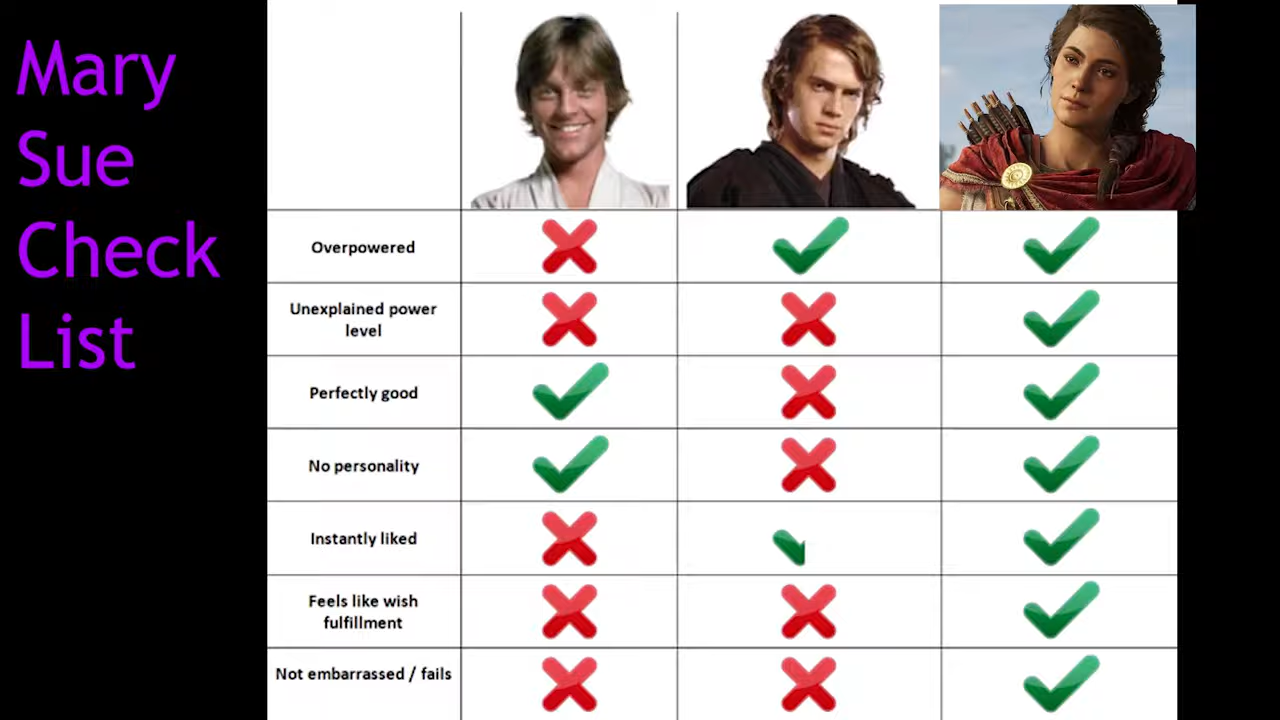 Mary
Sue
Check
List
Overpowered
Unexplained power
level
Perfectly good
No personality
Instantly liked
Feels like wish
fulfillment
Not embarrassed / fails